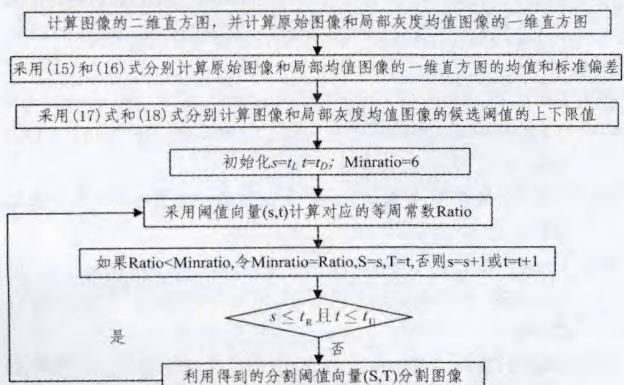 计算图像的二维直方图，并计算原始图像和局部灰度均值图像的一维直方图
采用(15)和(16)式分别计算原始图像和局部均值图像的一维直方图的均值和标准偏差
采用(17)式和(18)式分别计算图像和局部灰度均值图像的候选阈值的上下限值
初始化s=t_L t=t_D; Minratio=6
采用阈值向量(s,t)计算对应的等周常数Ratio
如果Ratio<Minratio,令Minratio=Ratio,S=s,T=t,否则s=s+1或t=t+1
s ≤ t_R 且 t ≤ t_U
是
否
利用得到的分割阈值向量(S,T)分割图像